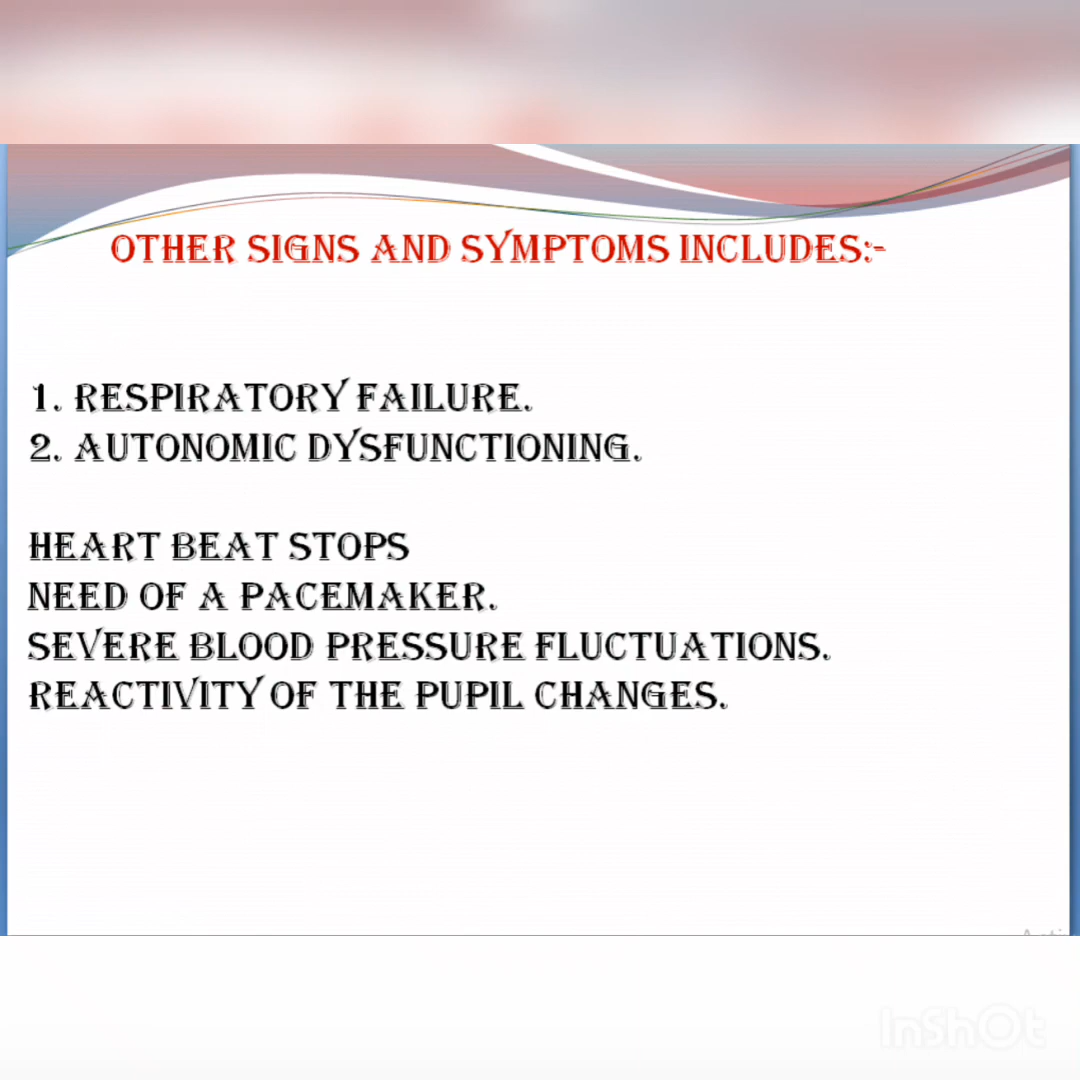 OTHER SIGNS AND SYMPTOMS INCLUDES:-
1. RESPIRATORY FAILURE.
2. AUTONOMIC DYSFUNCTIONING.
HEART BEAT STOPS
NEED OF A PACEMAKER.
SEVERE BLOOD PRESSURE FLUCTUATIONS.
REACTIVITY OF THE PUPIL CHANGES.
InShOt